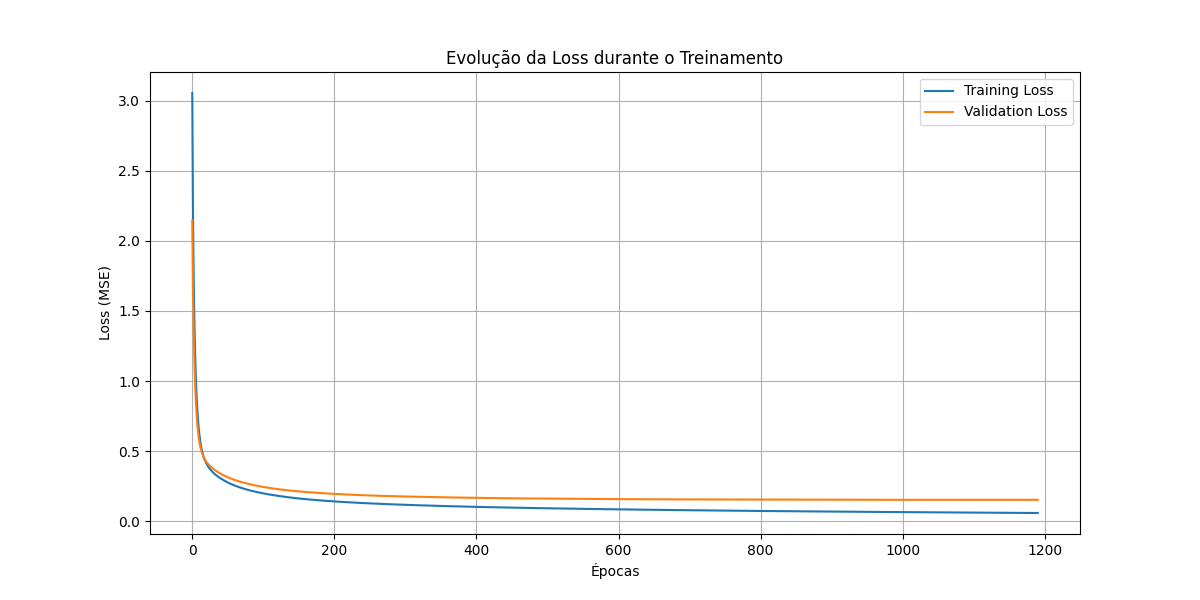 Evolução da Loss durante o Treinamento
Training Loss
Validation Loss
Loss (MSE)
3.0
2.5
2.0
1.5
1.0
0.5
0.0
0
200
400
600
800
1000
1200
Épocas